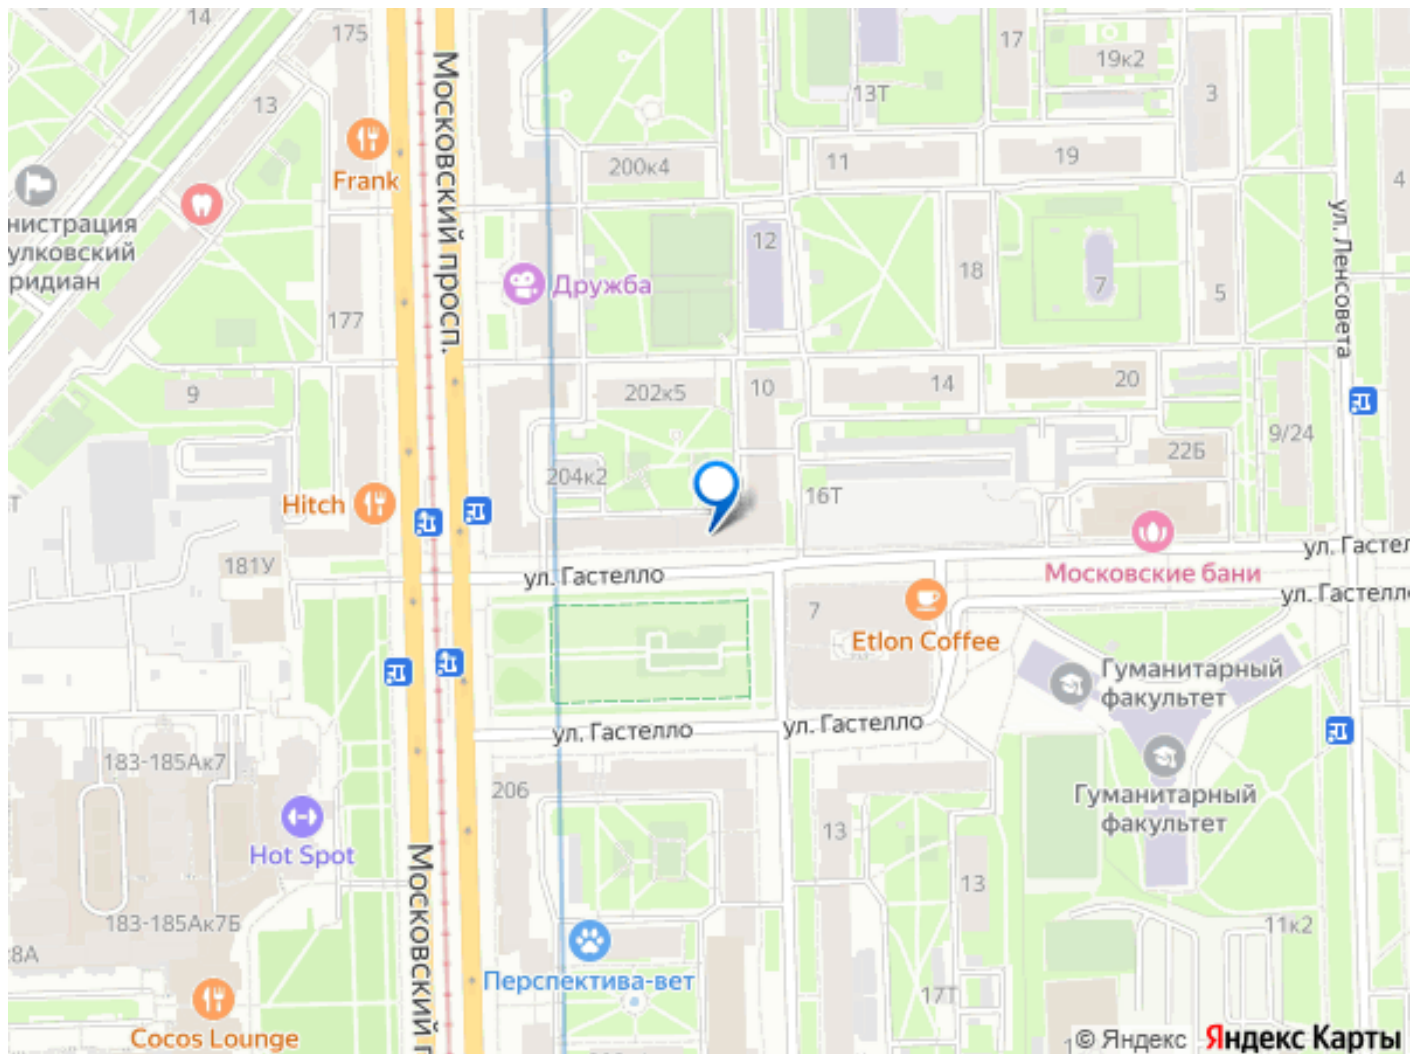 14
175
Московский просп.
17
19к2
13Т
3
13
Frank
200к4
11
19
4
нистрация
улковский
ридиан
ул. Ленсовета
12
Дружба
18
7
5
177
9
202к5
10
14
20
9/24
22Б
204к2
16Т
Hitch
181У
ул. Гастелло
ул. Гастел
Московские бани
ул. Гастелло
7
Etlon Coffee
Гуманитарный
факультет
ул. Гастелло
ул. Гастелло
183-185Ак7
206
Гуманитарный
факультет
13
Hot Spot
Московский п
13
183-185Ак7Б
11к2
8А
Перспектива-вет
17Т
Cocos Lounge
© Яндекс Яндекс Карты